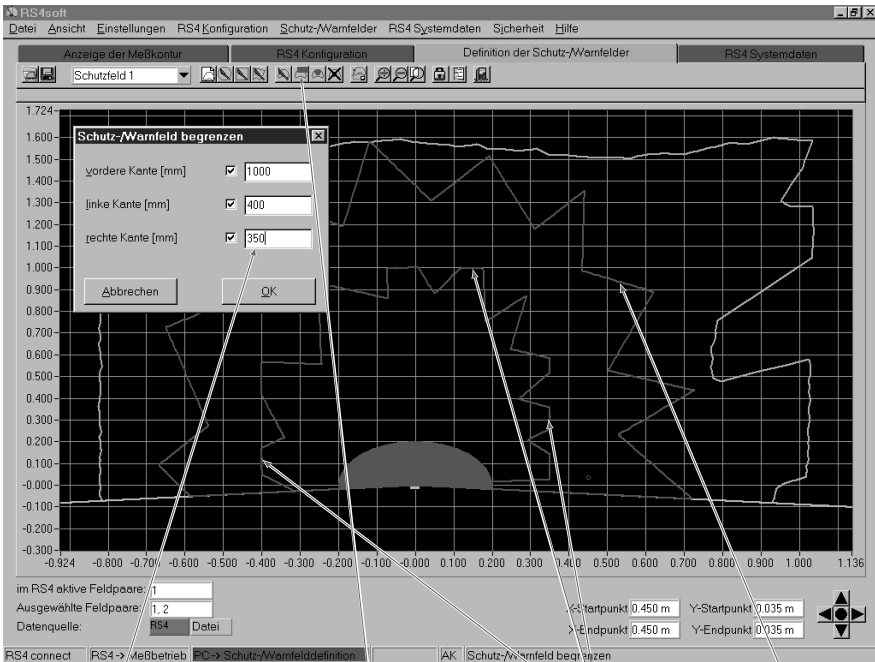 RS4soft
Datei Ansicht Einstellungen RS4 Konfiguration Schutz-/Warnfelder RS4 Systemdaten Sicherheit Hilfe
Anzeige der Meßkontur RS4 Konfiguration Definition der Schutz-/Warnfelder RS4 Systemdaten
Schutzfeld 1
Schutz-/Warnfeld begrenzen
vordere Kante [mm] 1000
linke Kante [mm] 400
rechte Kante [mm] 350
Abbrechen OK
1.724
1.600
1.500
1.400
1.300
1.200
1.100
1.000
0.900
0.800
0.700
0.600
0.500
0.400
0.300
0.200
0.100
-0.000
-0.100
-0.200
-0.300
-0.924 -0.800 -0.700 -0.600 -0.500 -0.400 -0.300 -0.200 -0.100 -0.000 0.100 0.200 0.300 0.400 0.500 0.600 0.700 0.800 0.900 1.000 1.136
im RS4 aktive Feldpaare: 1
Ausgewählte Feldpaare: 1, 2
Datenquelle: RS4 Datei
X-Startpunkt 0.450 m Y-Startpunkt 0.035 m
X-Endpunkt 0.450 m Y-Endpunkt 0.035 m
RS4 connect RS4 -> Meßbetrieb PC -> Schutz-/Warnfelddefinition AK Schutz-/Warnfeld begrenzen